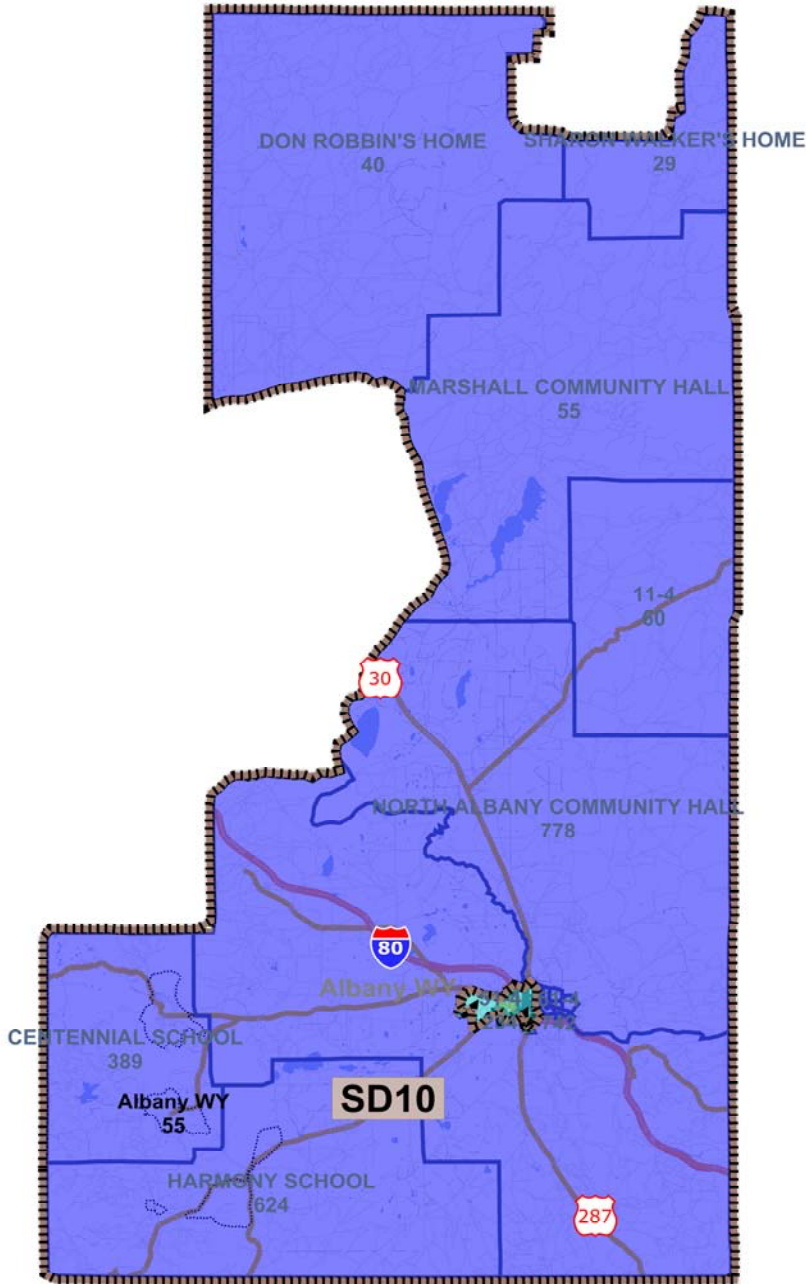 DON ROBBIN'S HOME
40
SHARON WALKER'S HOME
29
MARSHALL COMMUNITY HALL
55
11-4
60
30
NORTH ALBANY COMMUNITY HALL
778
80
Albany WY
CENTENNIAL SCHOOL
389
Albany WY
55
SD10
HARMONY SCHOOL
624
287